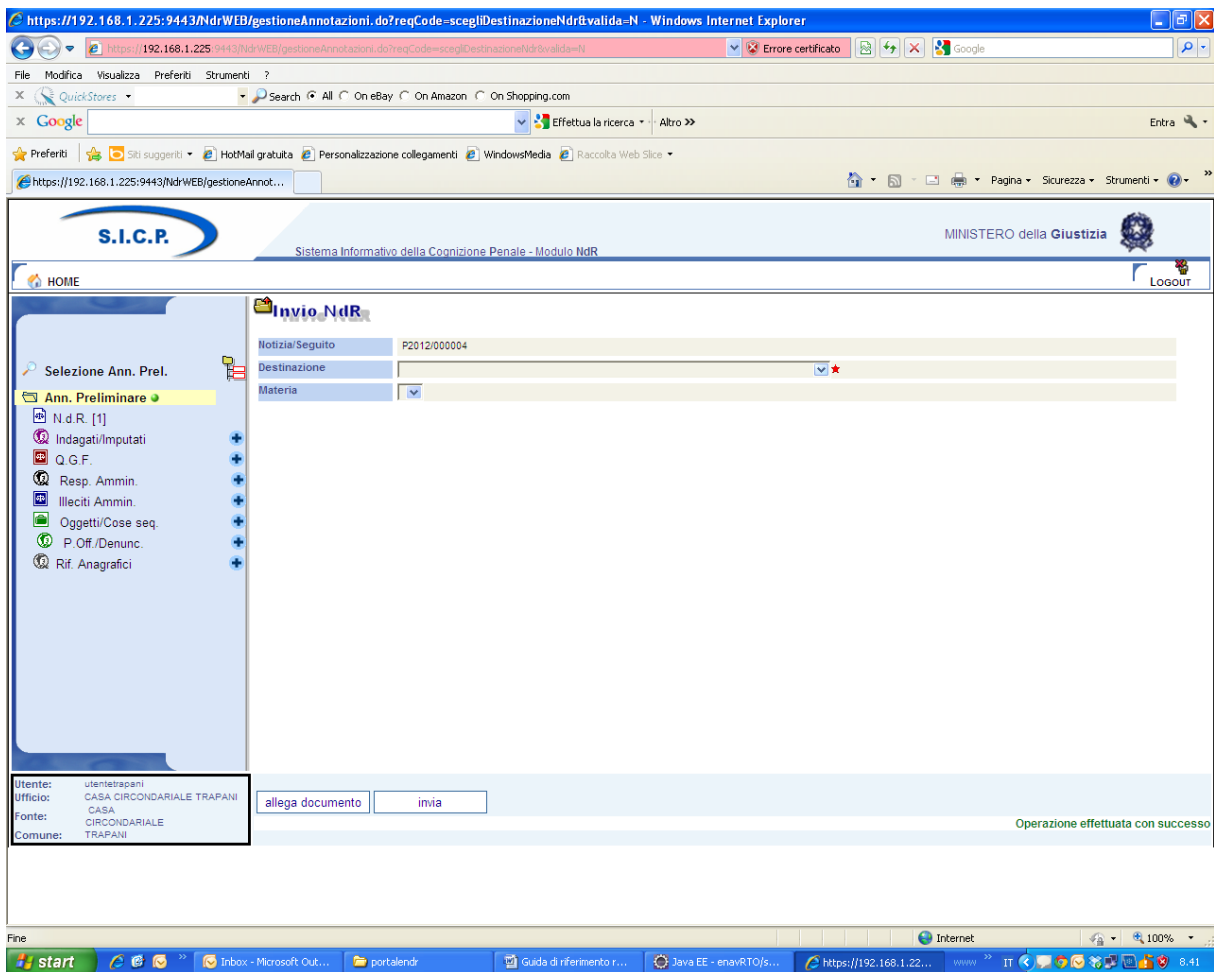 https://192.168.1.225:9443/NdrWEB/gestioneAnnotazioni.do?reqCode=scegliDestinazioneNdr&valida=N - Windows Internet Explorer
https://192.168.1.225:9443/NdrWEB/gestioneAnnotazioni.do?reqCode=scegliDestinazioneNdr&valida=N Errore certificato Google
File Modifica Visualizza Preferiti Strumenti ?
X QuickStores Search All On eBay On Amazon On Shopping.com
x Google Effettua la ricerca Altro >> Entra
Preferiti Siti suggeriti HotMail gratuita Personalizzazione collegamenti WindowsMedia Raccolta Web Slice
https://192.168.1.225:9443/NdrWEB/gestioneAnnot... Pagina Sicurezza Strumenti >>
S.I.C.P.
Sistema Informativo della Cognizione Penale - Modulo NdR
MINISTERO della Giustizia
HOME
LOGOUT
Invio NdR
Notizia/Seguito P2012/000004
Destinazione
Materia
Selezione Ann. Prel.
Ann. Preliminare
N.d.R. [1]
Indagati/Imputati
Q.G.F.
Resp. Ammin.
Illeciti Ammin.
Oggetti/Cose seq.
P.Off./Denunc.
Rif. Anagrafici
Utente: utentetrapani
Ufficio: CASA CIRCONDARIALE TRAPANI
Fonte: CASA CIRCONDARIALE
Comune: TRAPANI
allega documento invia
Operazione effettuata con successo
Fine Internet 100%
start >> Inbox - Microsoft Out... portalendr Guida di riferimento r... Java EE - enavRTO/s... https://192.168.1.22... www >> IT 8.41